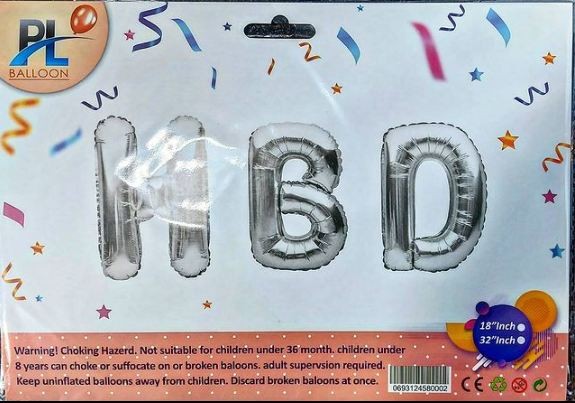 PL
BALLOON
HBD
18"Inch
32"Inch
Warning! Choking Hazerd. Not suitable for children under 36 month. children under
8 years can choke or suffocate on or broken baloons. adult supervsion required.
Keep uninflated balloons away from children. Discard broken baloons at once.
0693124580002
CE